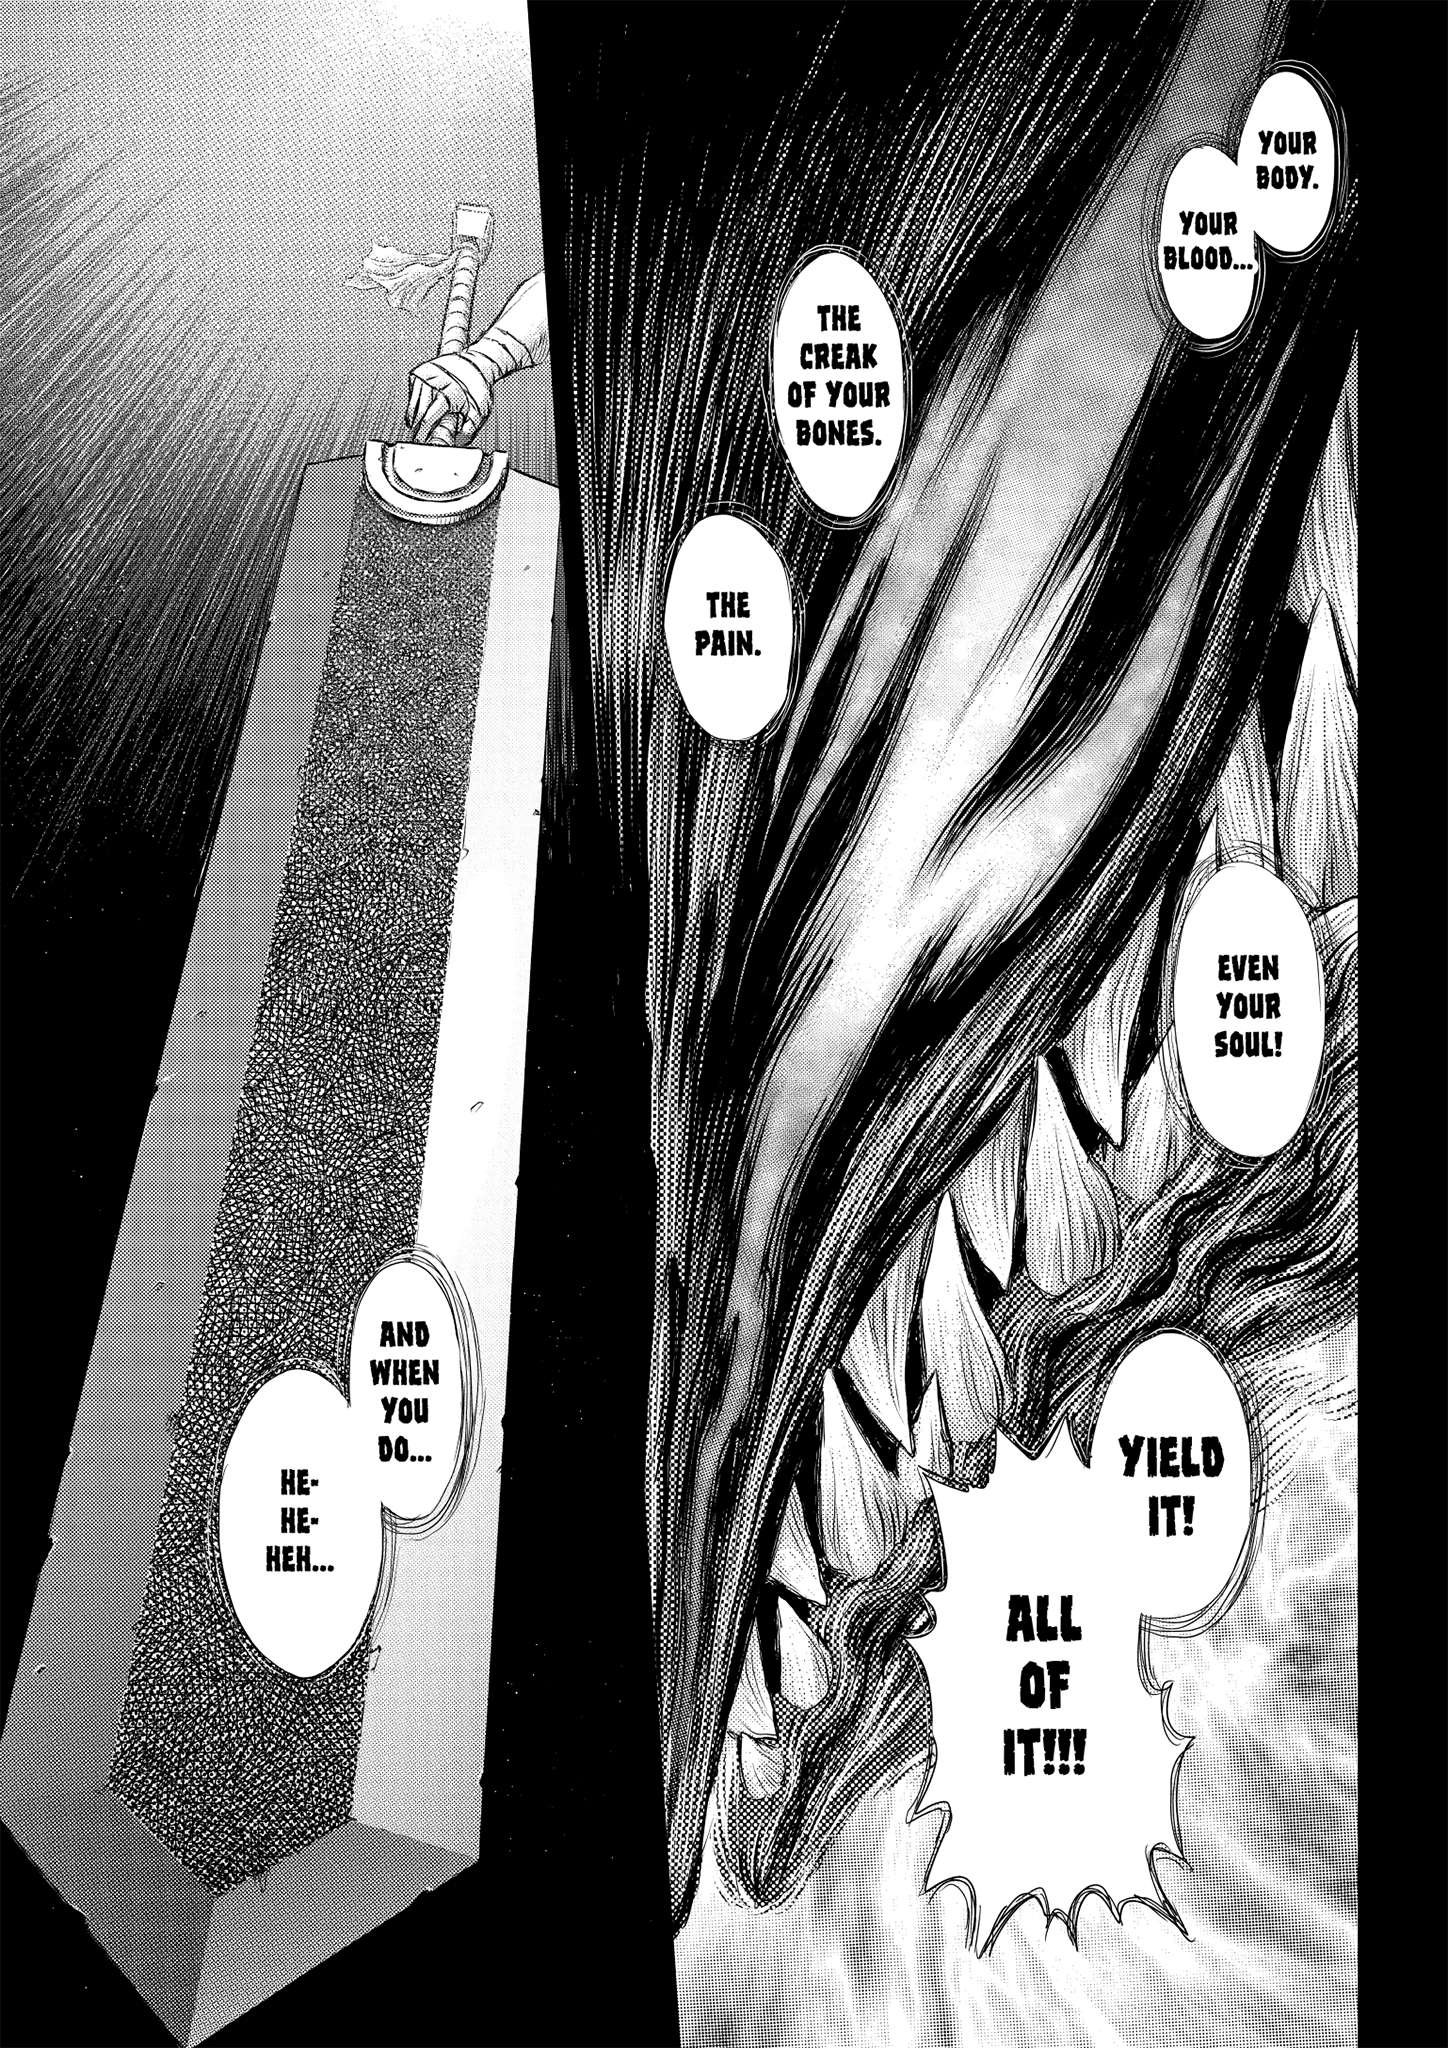 YOUR
BODY.
YOUR
BLOOD...
THE
CREAK
OF YOUR
BONES.
THE
PAIN.
EVEN
YOUR
SOUL!
YIELD
IT!
ALL
OF
IT!!!
AND
WHEN
YOU
DO...
HE-
HE-
HEH...